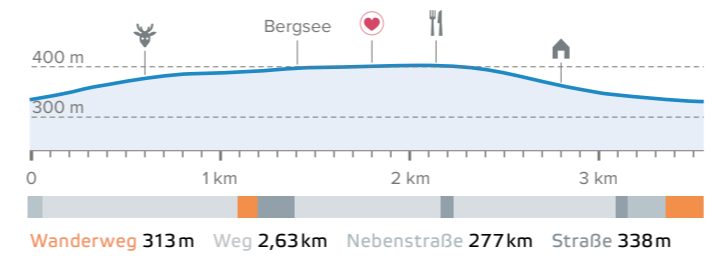 Bergsee
400 m
300 m
0 1 km 2 km 3 km
Wanderweg 313 m Weg 2,63 km Nebenstraße 277 km Straße 338 m